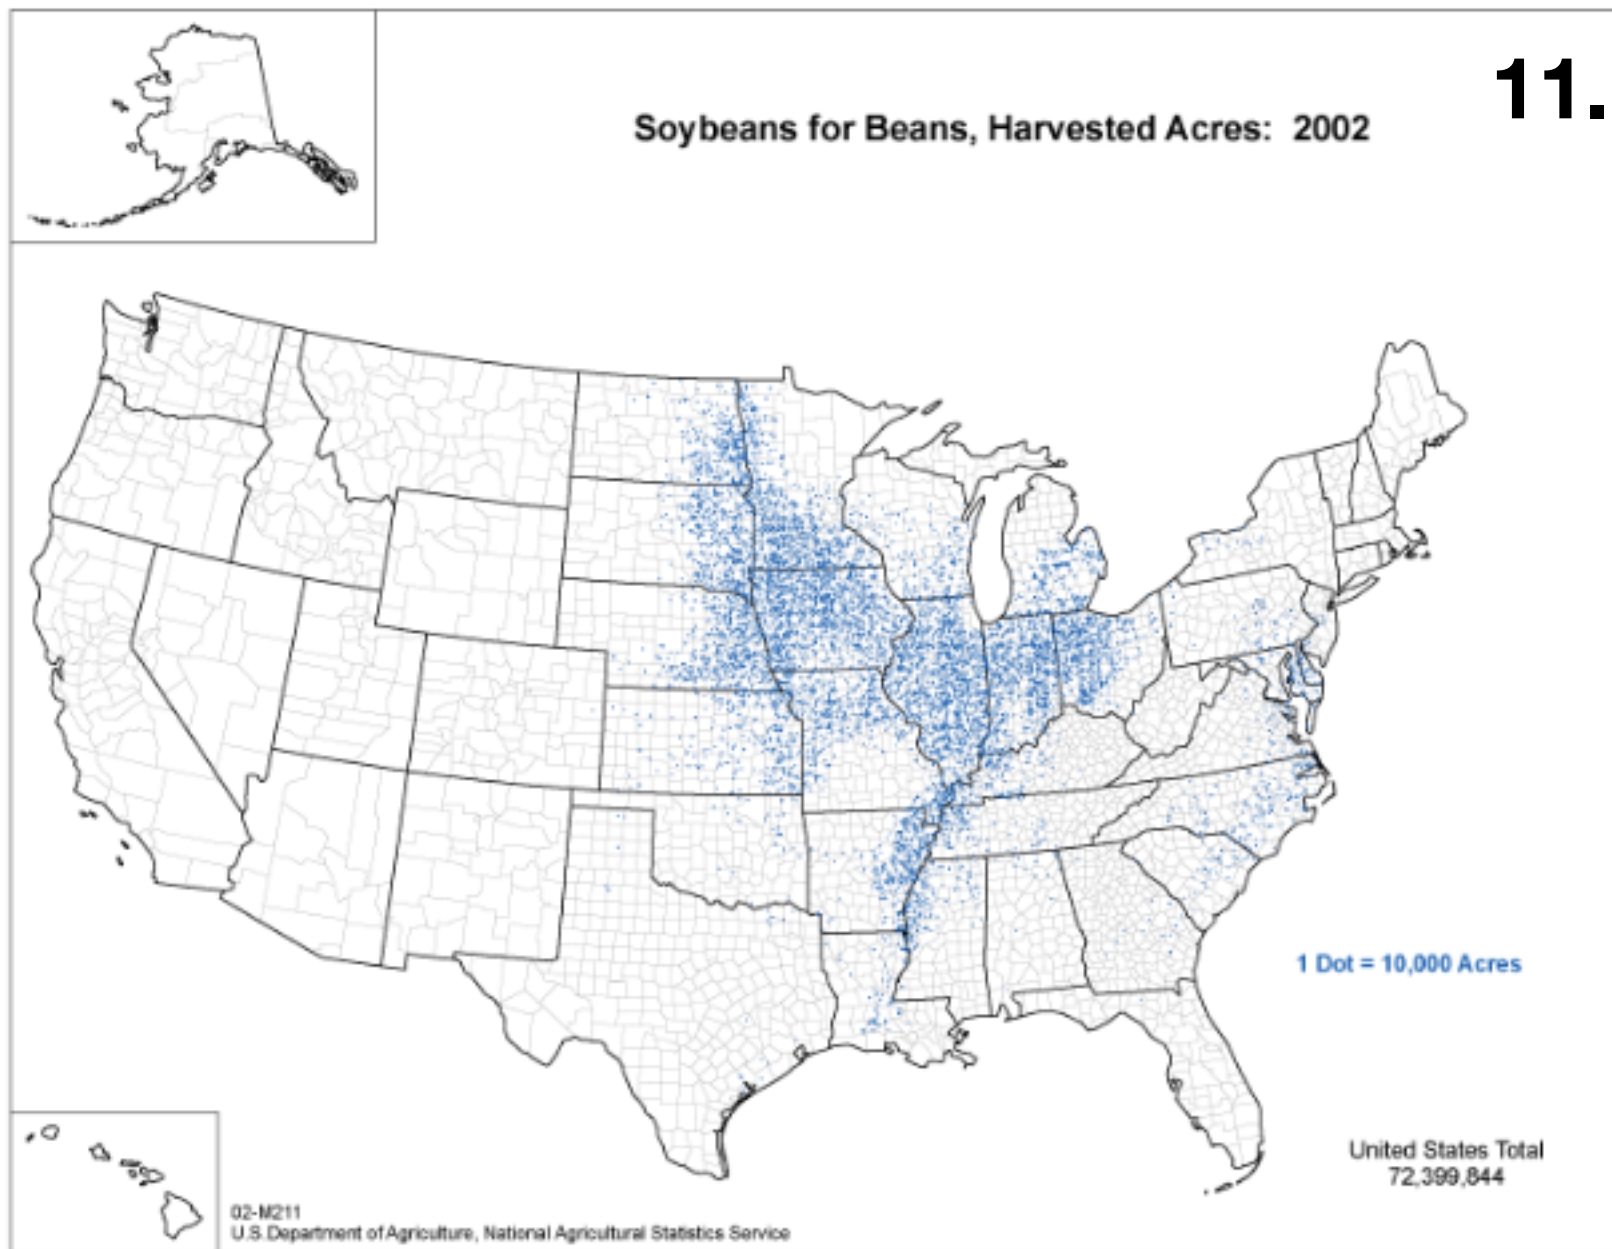 11.
Soybeans for Beans, Harvested Acres: 2002
1 Dot = 10,000 Acres
United States Total
72,399,844
02-M211
U.S.Department of Agriculture, National Agricultural Statistics Service